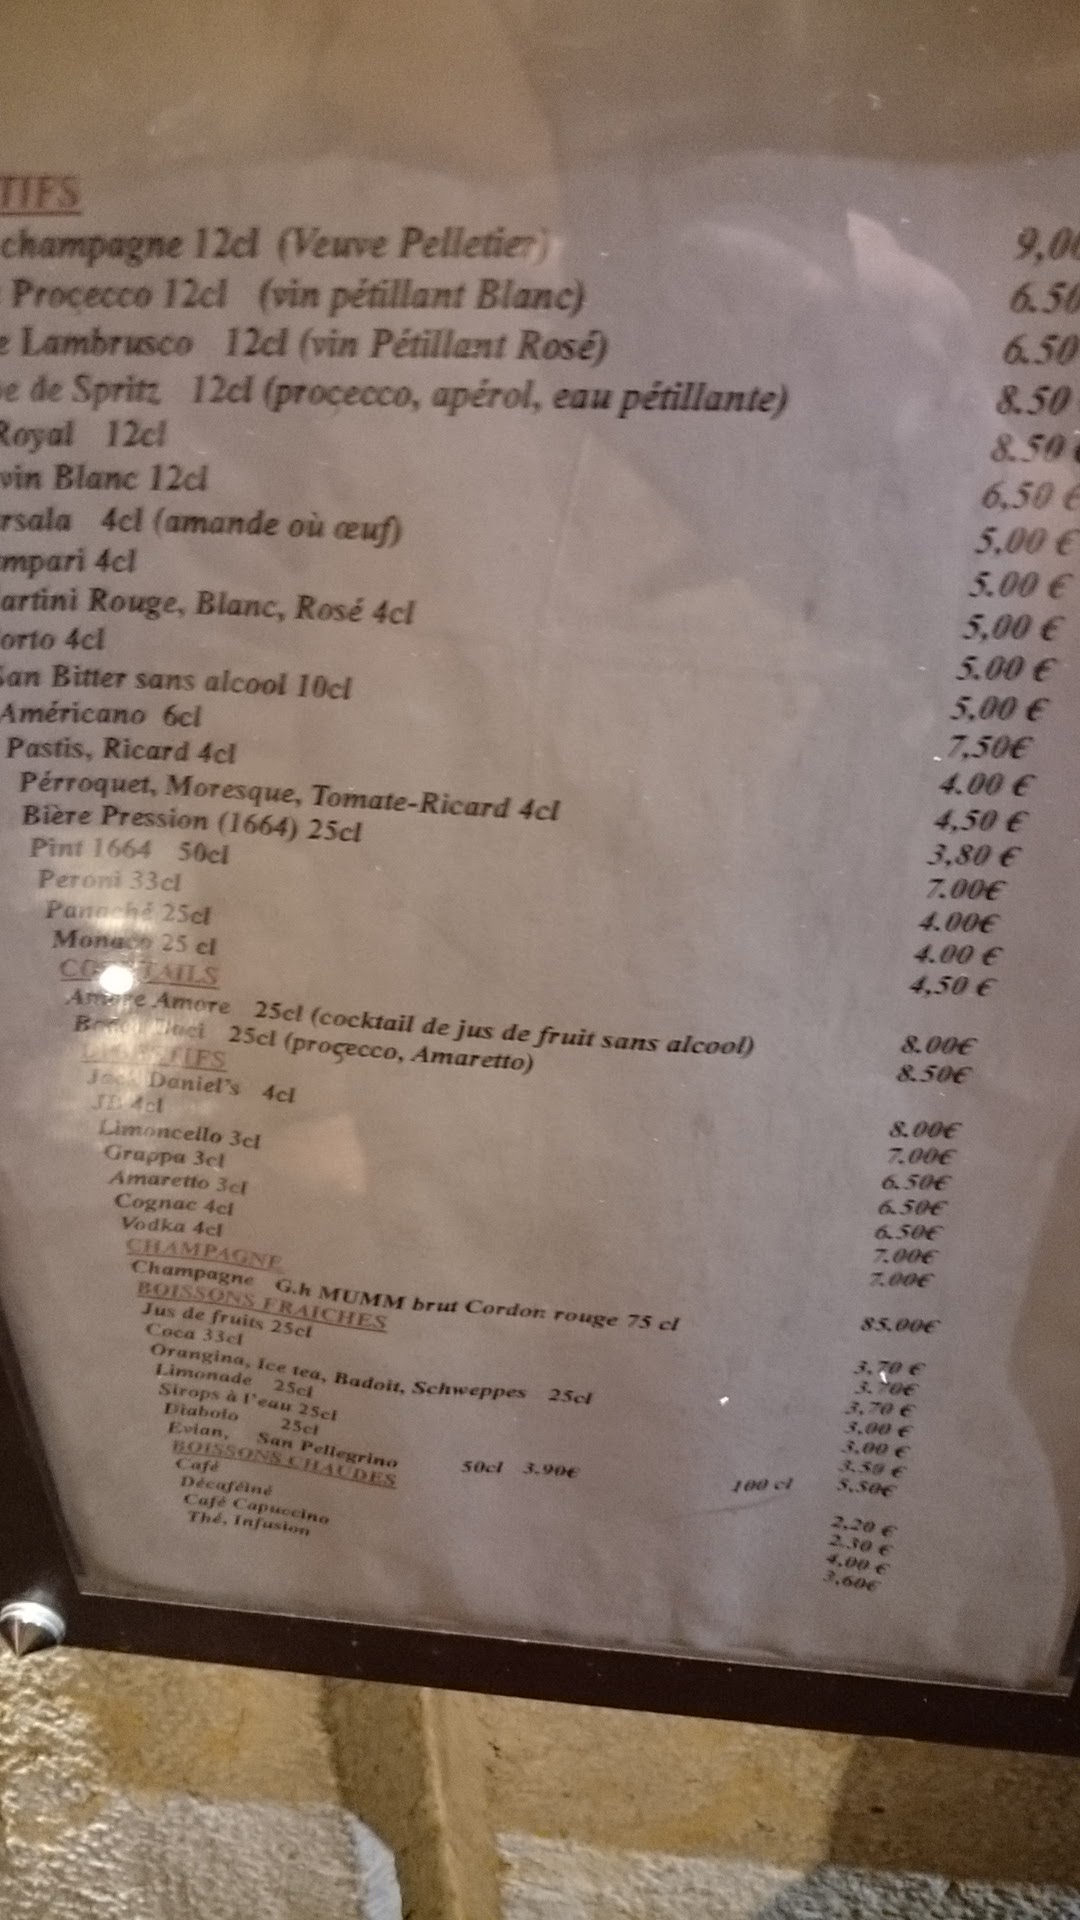 TIFS
champagne 12cl (Veuve Pelletier) 9,00
Proçecco 12cl (vin pétillant Blanc) 6.50
e Lambrusco 12cl (vin Pétillant Rosé) 6.50
e de Spritz 12cl (proçecco, apérol, eau pétillante) 8.50
Royal 12cl 8.50 €
vin Blanc 12cl 6,50 €
rsala 4cl (amande où œuf) 5,00 €
mpari 4cl 5.00 €
artini Rouge, Blanc, Rosé 4cl 5,00 €
orto 4cl 5.00 €
San Bitter sans alcool 10cl 5,00 €
Américano 6cl 7,50€
Pastis, Ricard 4cl 4.00 €
Pérroquet, Moresque, Tomate-Ricard 4cl 4,50 €
Bière Pression (1664) 25cl 3,80 €
Pint 1664 50cl 7.00€
Peroni 33cl 4.00€
Panaché 25cl 4.00 €
Monaco 25 cl 4,50 €
COCKTAILS
Amore Amore 25cl (cocktail de jus de fruit sans alcool) 8.00€
25cl (proçecco, Amaretto) 8.50€
Jack Daniel's 4cl 8.00€
JB 4cl 7.00€
Limoncello 3cl 6.50€
Grappa 3cl 6.50€
Amaretto 3cl 6.50€
Cognac 4cl 7.00€
Vodka 4cl 7.00€
CHAMPAGNE
Champagne G.h MUMM brut Cordon rouge 75 cl 85.00€
BOISSONS FRAICHES
Jus de fruits 25cl 3.70 €
Coca 33cl 3.70€
Orangina, Ice tea, Badoit, Schweppes 25cl 3,70 €
Limonade 25cl 3,00 €
Sirops à l'eau 25cl 3.00 €
Diabolo 25cl 3.50 €
Evian, San Pellegrino 50cl 3.90€ 100 cl 5,50€
BOISSONS CHAUDES
Café 2,20 €
Décaféiné 2.30 €
Café Capuccino 4,00 €
Thé, Infusion 3,60€